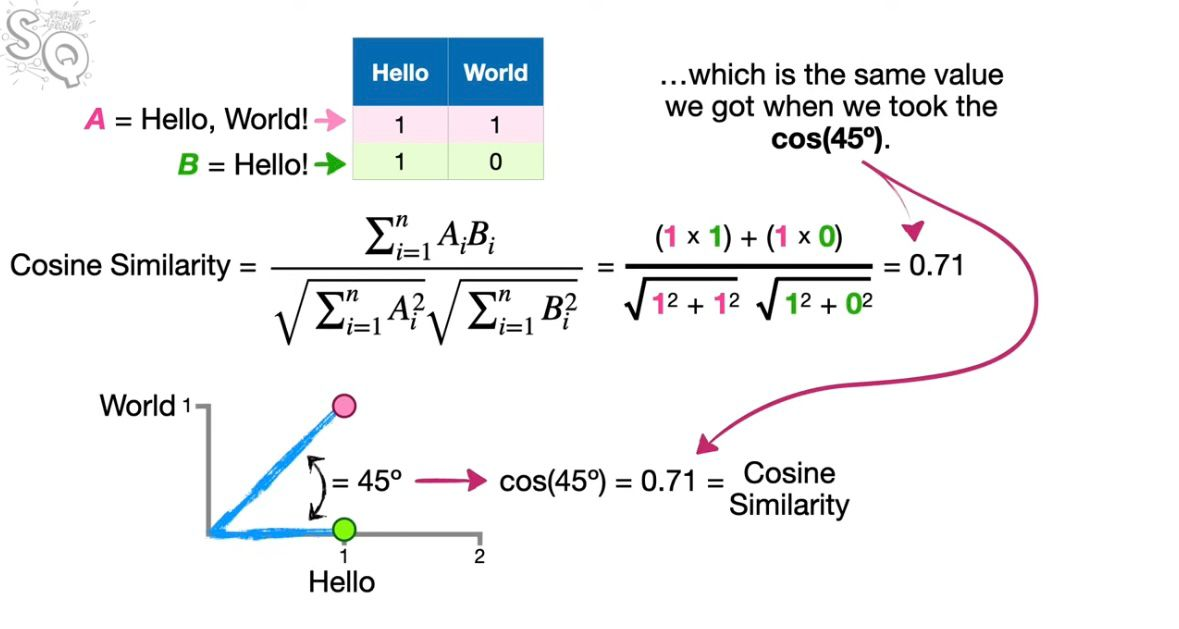 SQ
Hello World
A = Hello, World! 1 1
B = Hello! 1 0
...which is the same value
we got when we took the
cos(45º).
Cosine Similarity = ∑ⁿᵢ₌₁ AᵢBᵢ / √(∑ⁿᵢ₌₁ Aᵢ²) √(∑ⁿᵢ₌₁ Bᵢ²) = (1 x 1) + (1 x 0) / √(1² + 1²) √(1² + 0²) = 0.71
World 1
= 45º cos(45º) = 0.71 = Cosine
Similarity
1 2
Hello